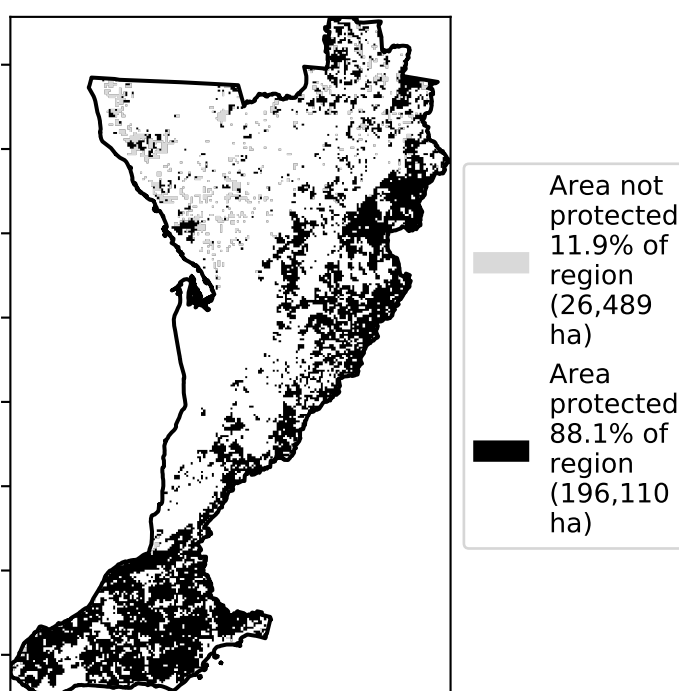 Area not
protected
11.9% of
region
(26,489
ha)
Area
protected
88.1% of
region
(196,110
ha)